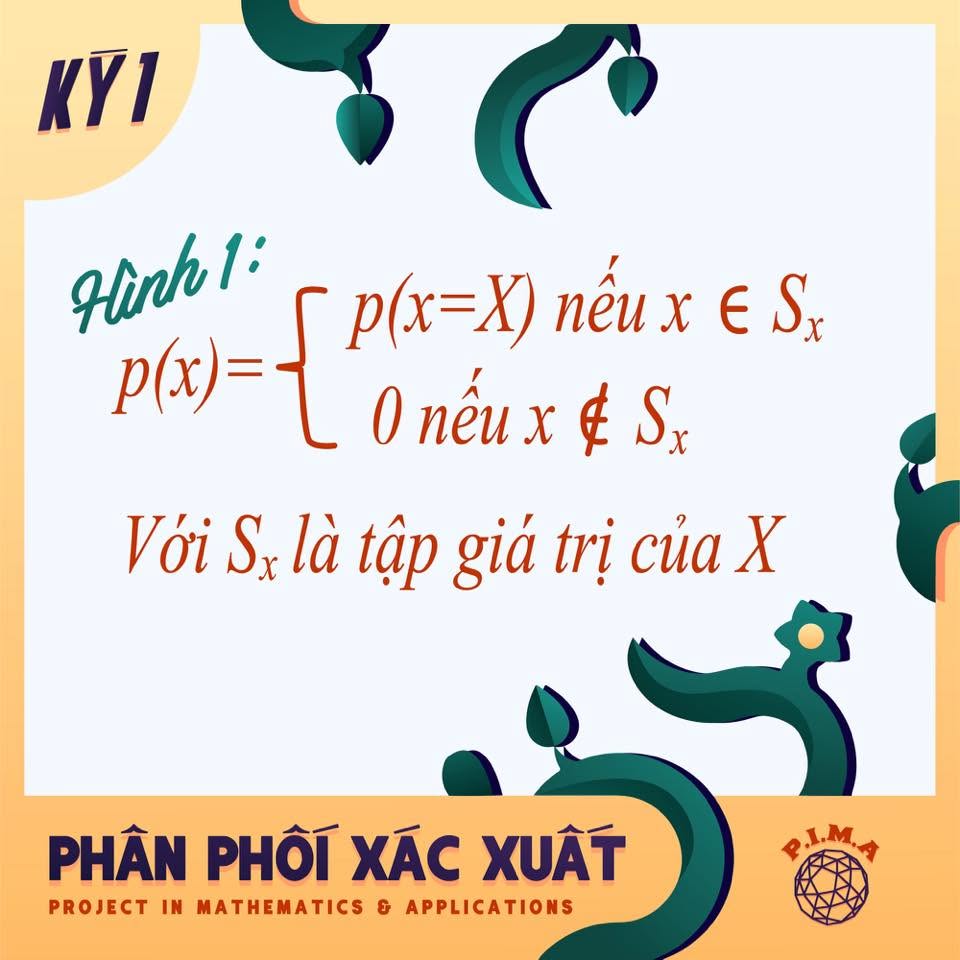 KỲ 1
Hình 1:
p(x)= { p(x=X) nếu x ∈ Sₓ
0 nếu x ∉ Sₓ
Với Sₓ là tập giá trị của X
PHÂN PHỐI XÁC XUẤT
PROJECT IN MATHEMATICS & APPLICATIONS
P.I.M.A